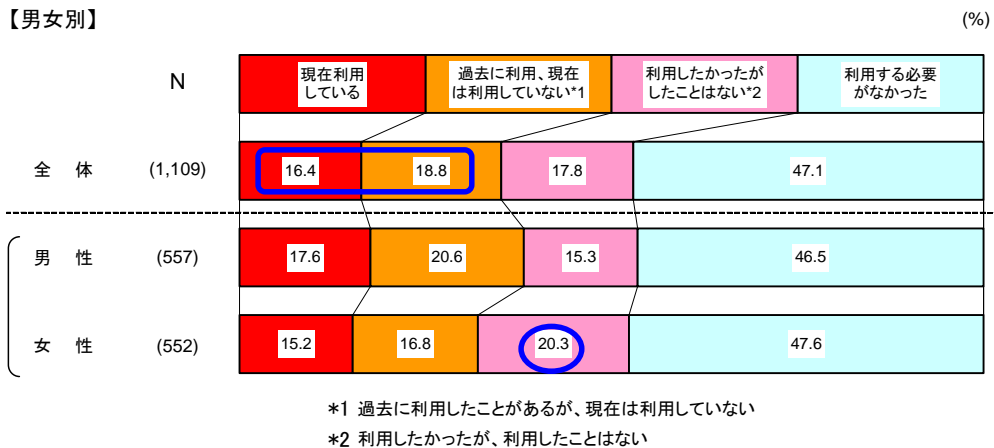 【男女別】
(%)
N
現在利用
している
過去に利用、現在
は利用していない*1
利用したかったが
したことはない*2
利用する必要
がなかった
全 体 (1,109) 16.4 18.8 17.8 47.1
男 性 (557) 17.6 20.6 15.3 46.5
女 性 (552) 15.2 16.8 20.3 47.6
*1 過去に利用したことがあるが、現在は利用していない
*2 利用したかったが、利用したことはない